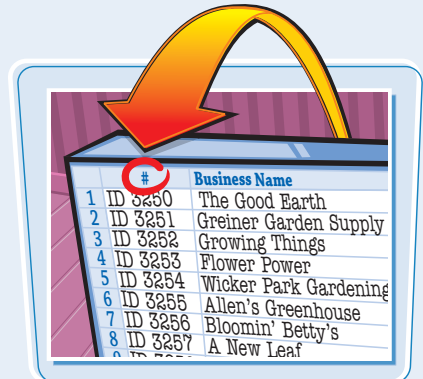 # Business Name
1 ID 3250 The Good Earth
2 ID 3251 Greiner Garden Supply
3 ID 3252 Growing Things
4 ID 3253 Flower Power
5 ID 3254 Wicker Park Gardening
6 ID 3255 Allen's Greenhouse
7 ID 3256 Bloomin' Betty's
8 ID 3257 A New Leaf